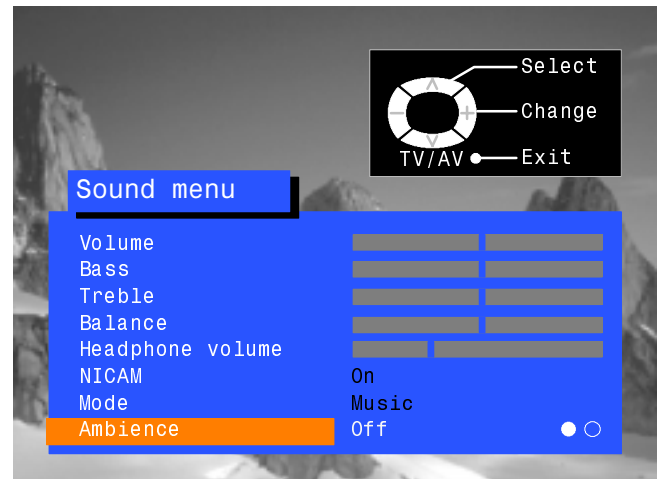 Select
Change
TV/AV Exit
Sound menu
Volume
Bass
Treble
Balance
Headphone volume
NICAM On
Mode Music
Ambience Off